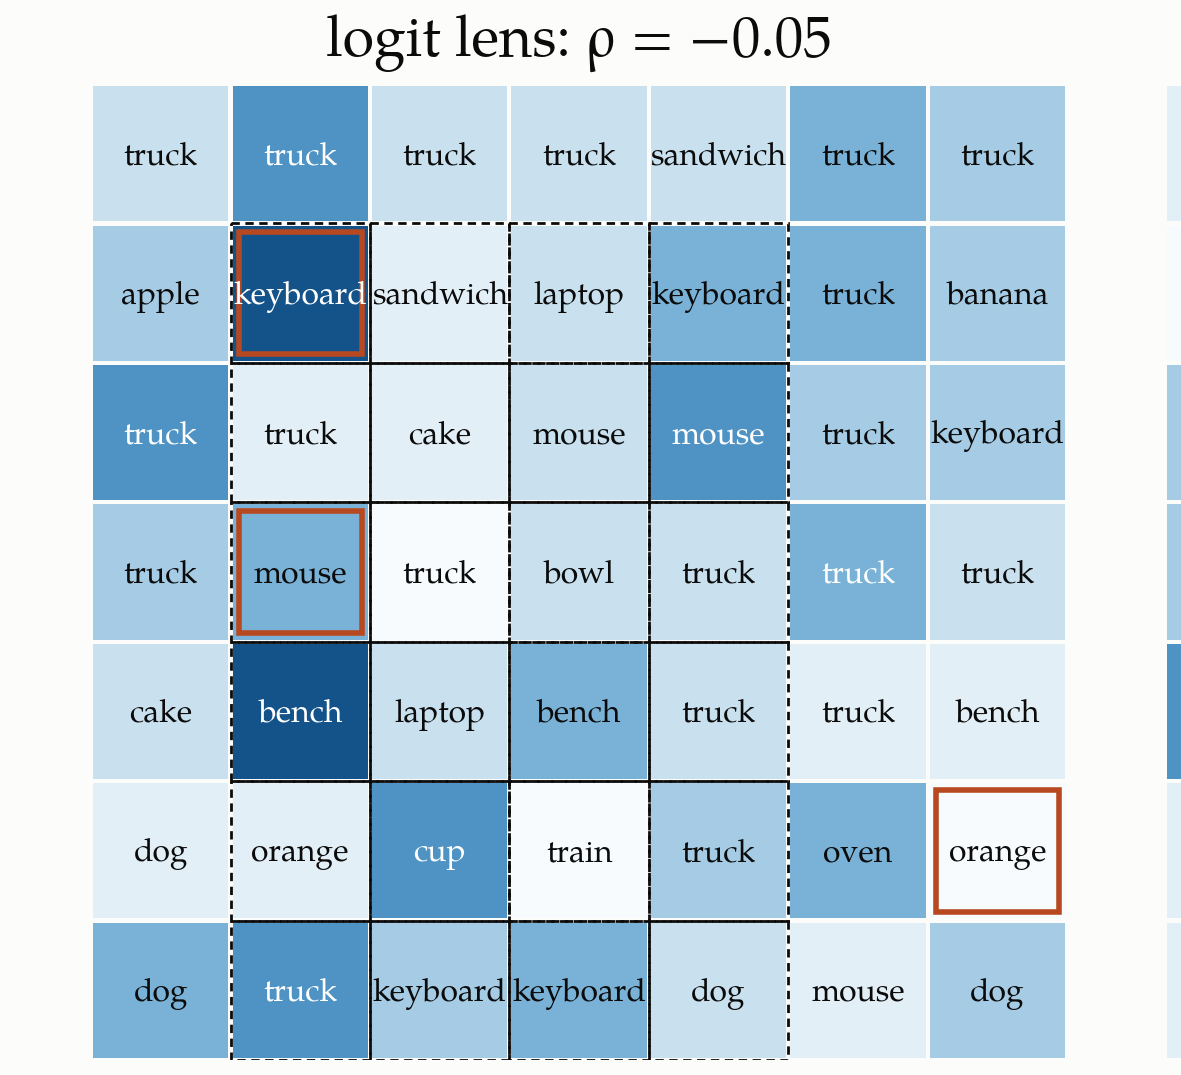 logit lens: ρ = −0.05
truck truck truck truck sandwich truck truck
apple keyboard sandwich laptop keyboard truck banana
truck truck cake mouse mouse truck keyboard
truck mouse truck bowl truck truck truck
cake bench laptop bench truck truck bench
dog orange cup train truck oven orange
dog truck keyboard keyboard dog mouse dog